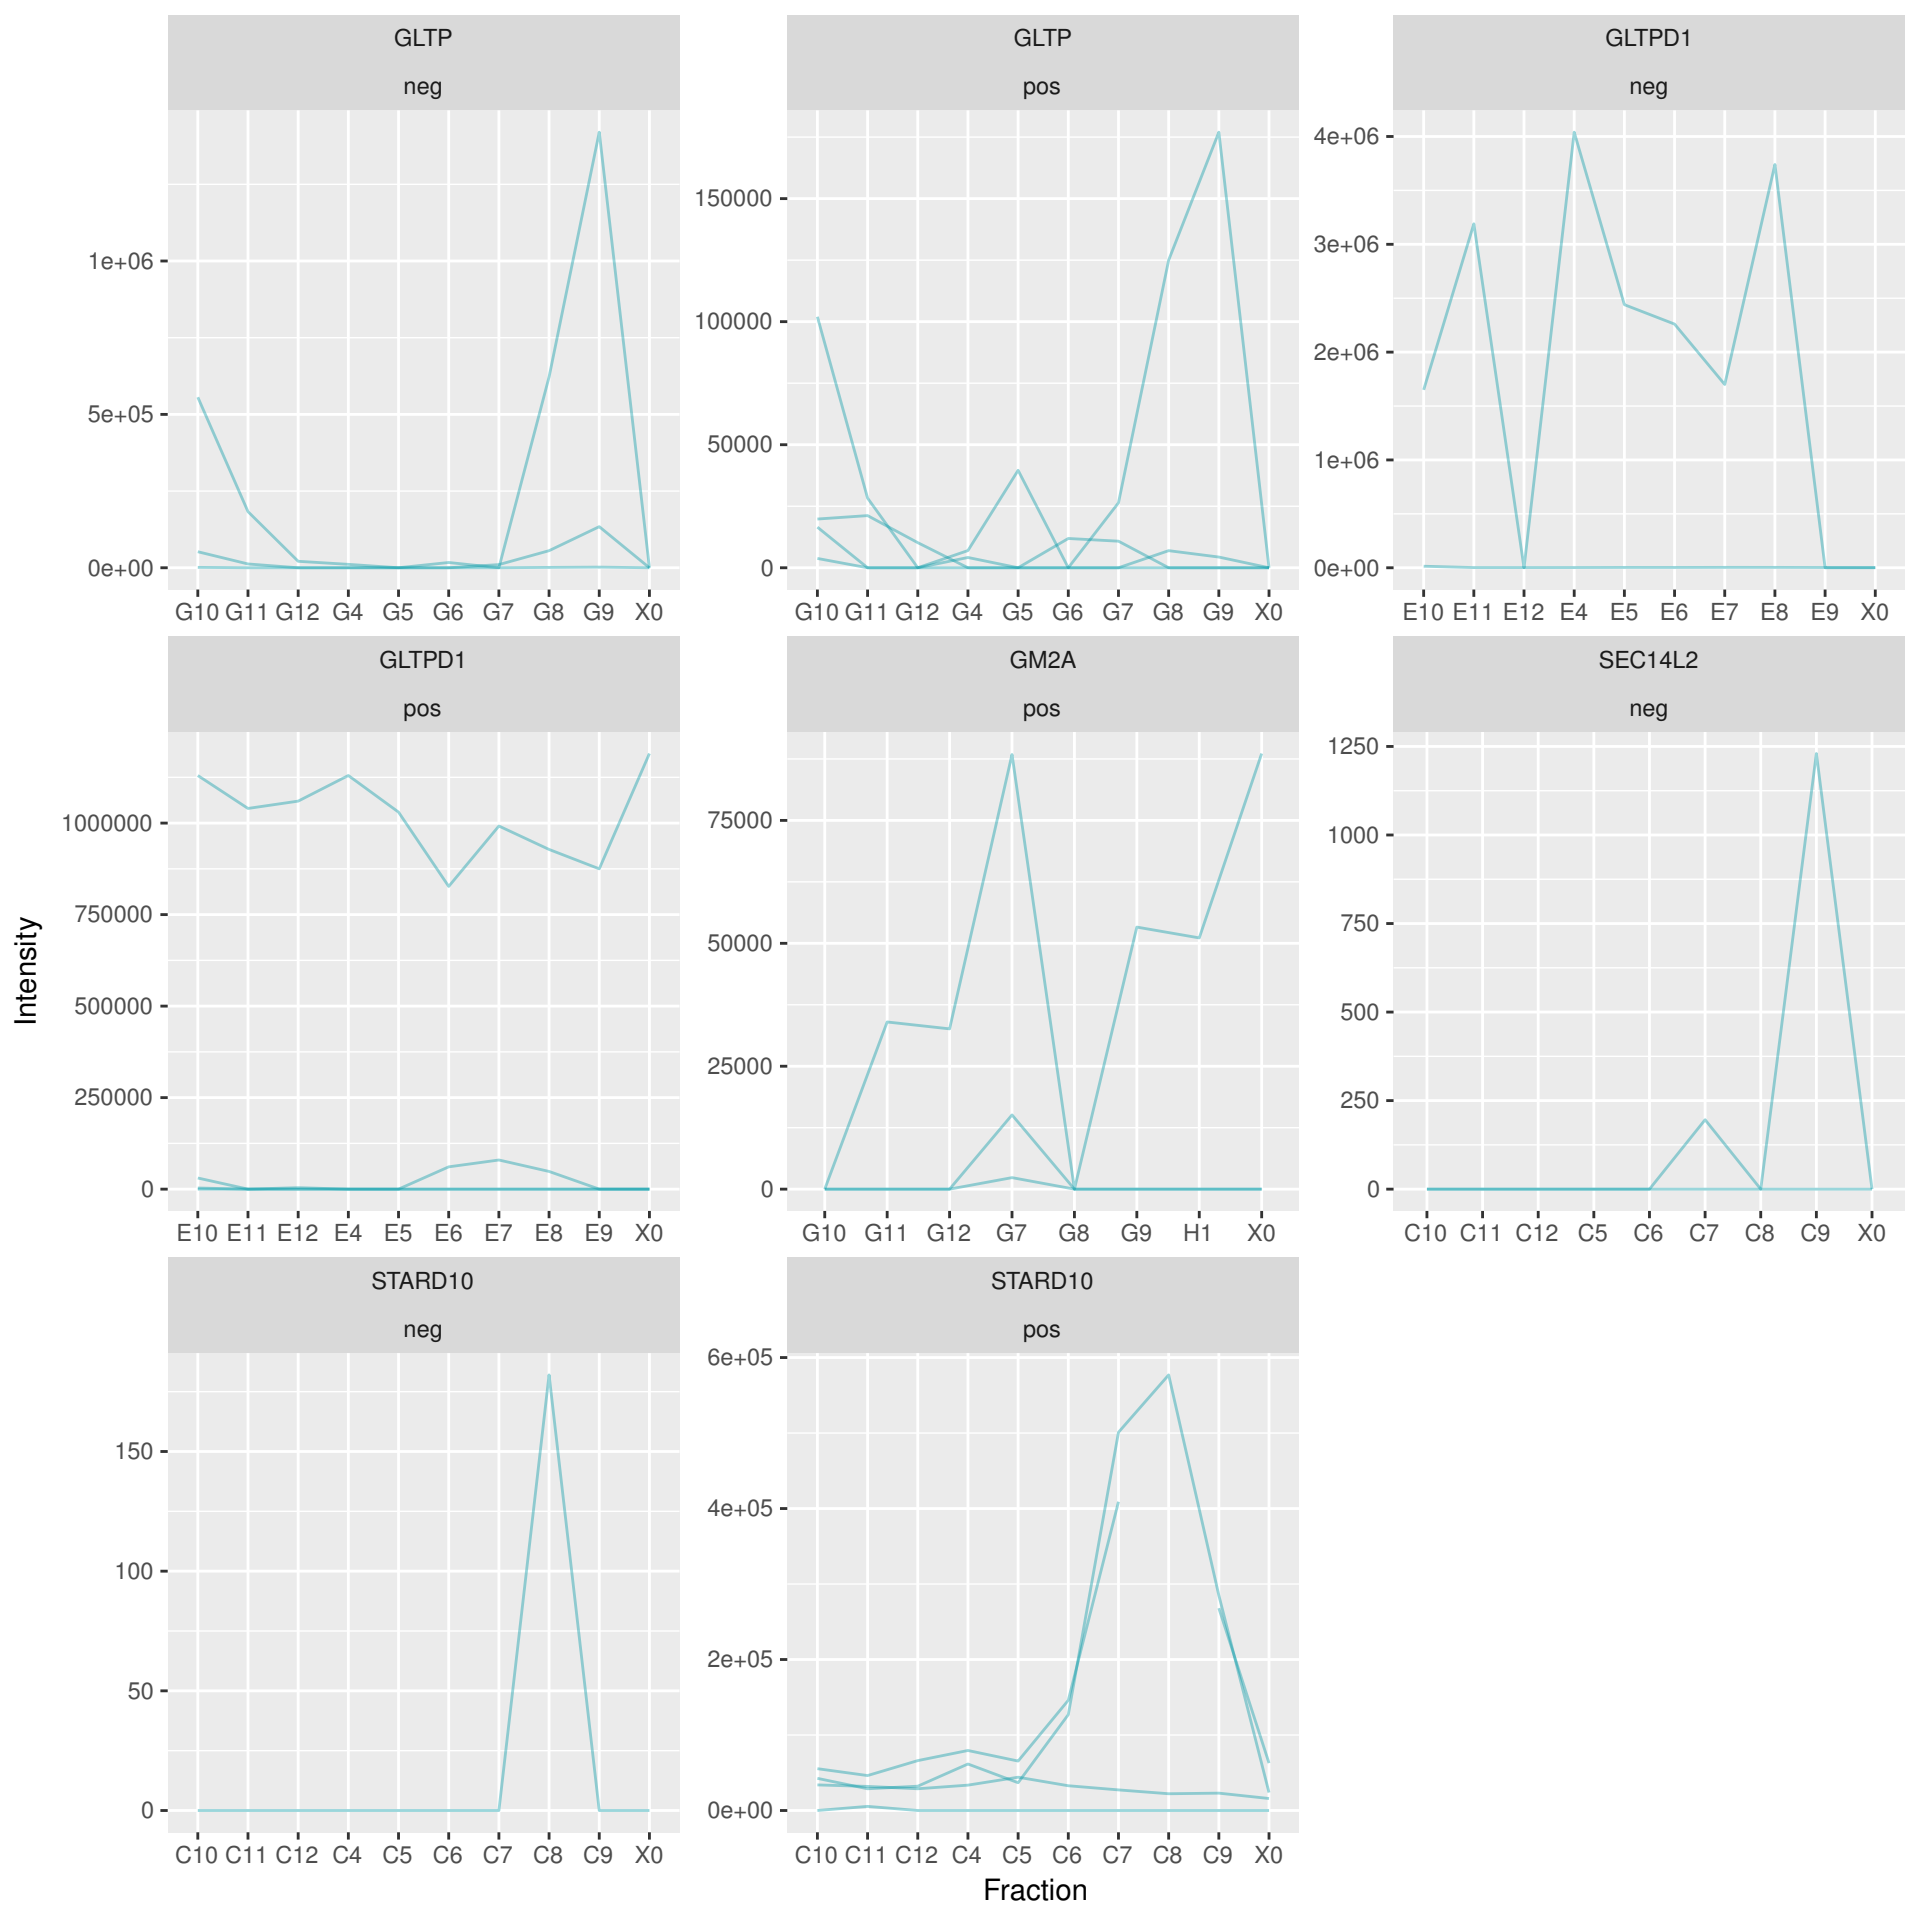 GLTP
neg
GLTP
pos
GLTPD1
neg
1e+06
5e+05
0e+00
150000
100000
50000
0
4e+06
3e+06
2e+06
1e+06
0e+00
G10 G11 G12 G4 G5 G6 G7 G8 G9 X0
G10 G11 G12 G4 G5 G6 G7 G8 G9 X0
E10 E11 E12 E4 E5 E6 E7 E8 E9 X0
GLTPD1
pos
GM2A
pos
SEC14L2
neg
1000000
750000
500000
250000
0
75000
50000
25000
0
1250
1000
750
500
250
0
E10 E11 E12 E4 E5 E6 E7 E8 E9 X0
G10 G11 G12 G7 G8 G9 H1 X0
C10 C11 C12 C5 C6 C7 C8 C9 X0
STARD10
neg
STARD10
pos
150
100
50
0
6e+05
4e+05
2e+05
0e+00
C10 C11 C12 C4 C5 C6 C7 C8 C9 X0
C10 C11 C12 C4 C5 C6 C7 C8 C9 X0
Intensity
Fraction